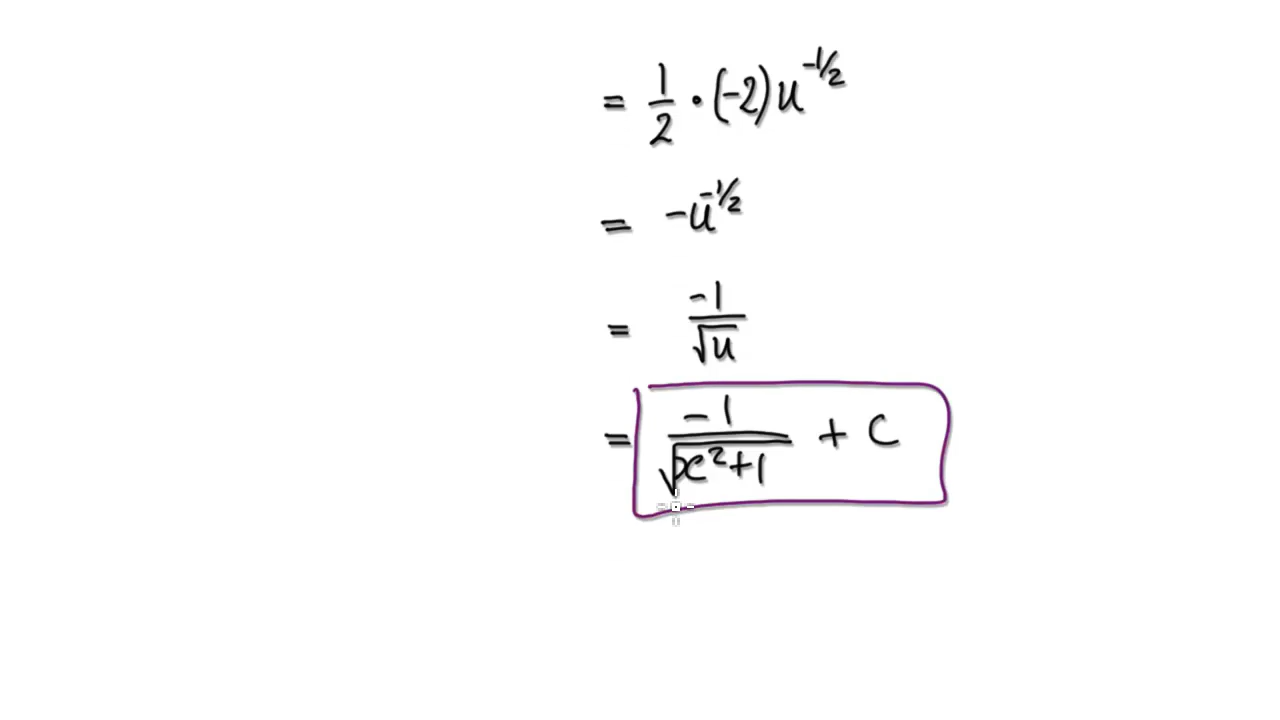 = 1/2 • (-2) u^{-1/2}
= -u^{-1/2}
= -1/√u
= -1/√(x²+1) + C